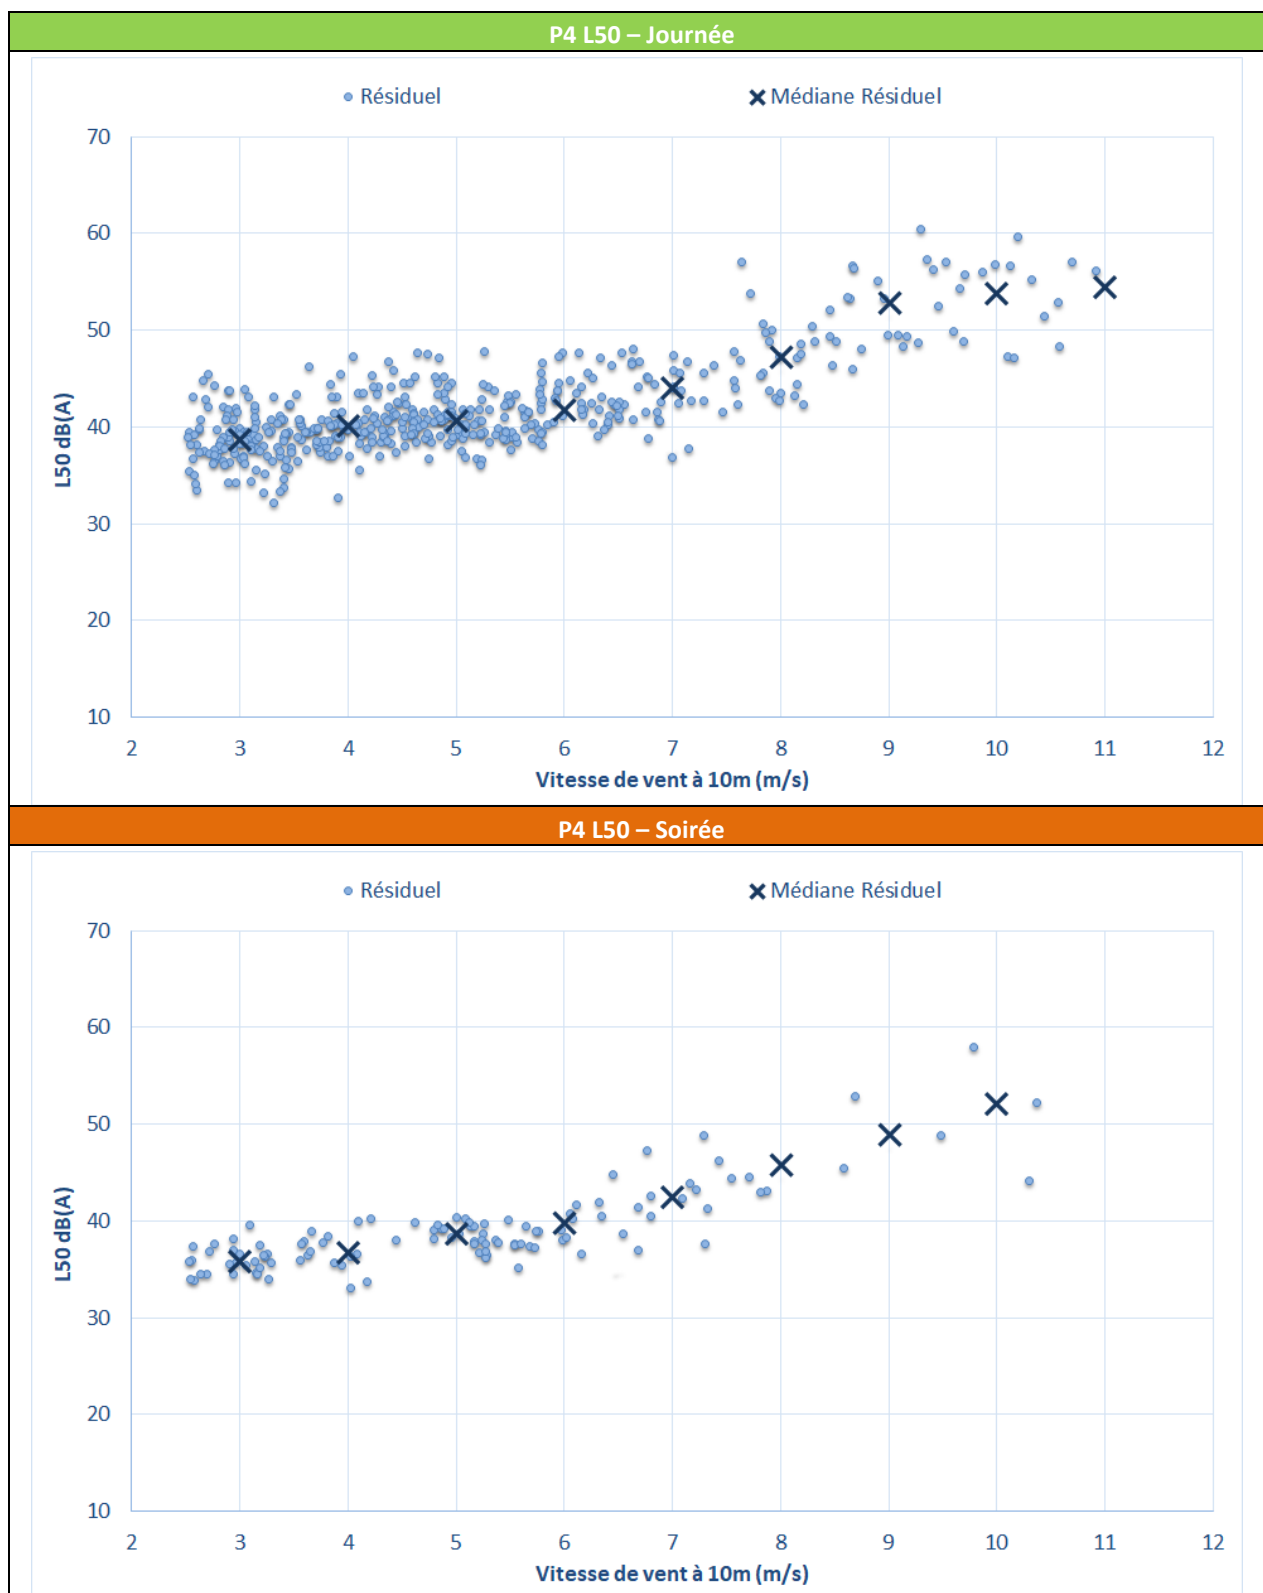 P4 L50 – Journée
Résiduel
Médiane Résiduel
70
60
50
40
30
20
10
L50 dB(A)
2 3 4 5 6 7 8 9 10 11 12
Vitesse de vent à 10m (m/s)
P4 L50 – Soirée
Résiduel
Médiane Résiduel
70
60
50
40
30
20
10
L50 dB(A)
2 3 4 5 6 7 8 9 10 11 12
Vitesse de vent à 10m (m/s)